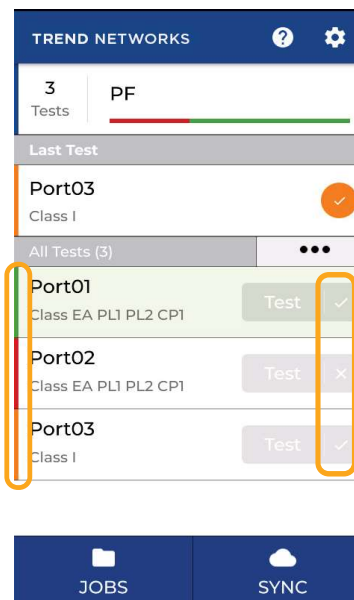 TREND NETWORKS
3
Tests
PF
Last Test
Port03
Class I
All Tests (3)
Port01
Class EA PL1 PL2 CP1
Test
Port02
Class EA PL1 PL2 CP1
Test
Port03
Class I
Test
JOBS
SYNC